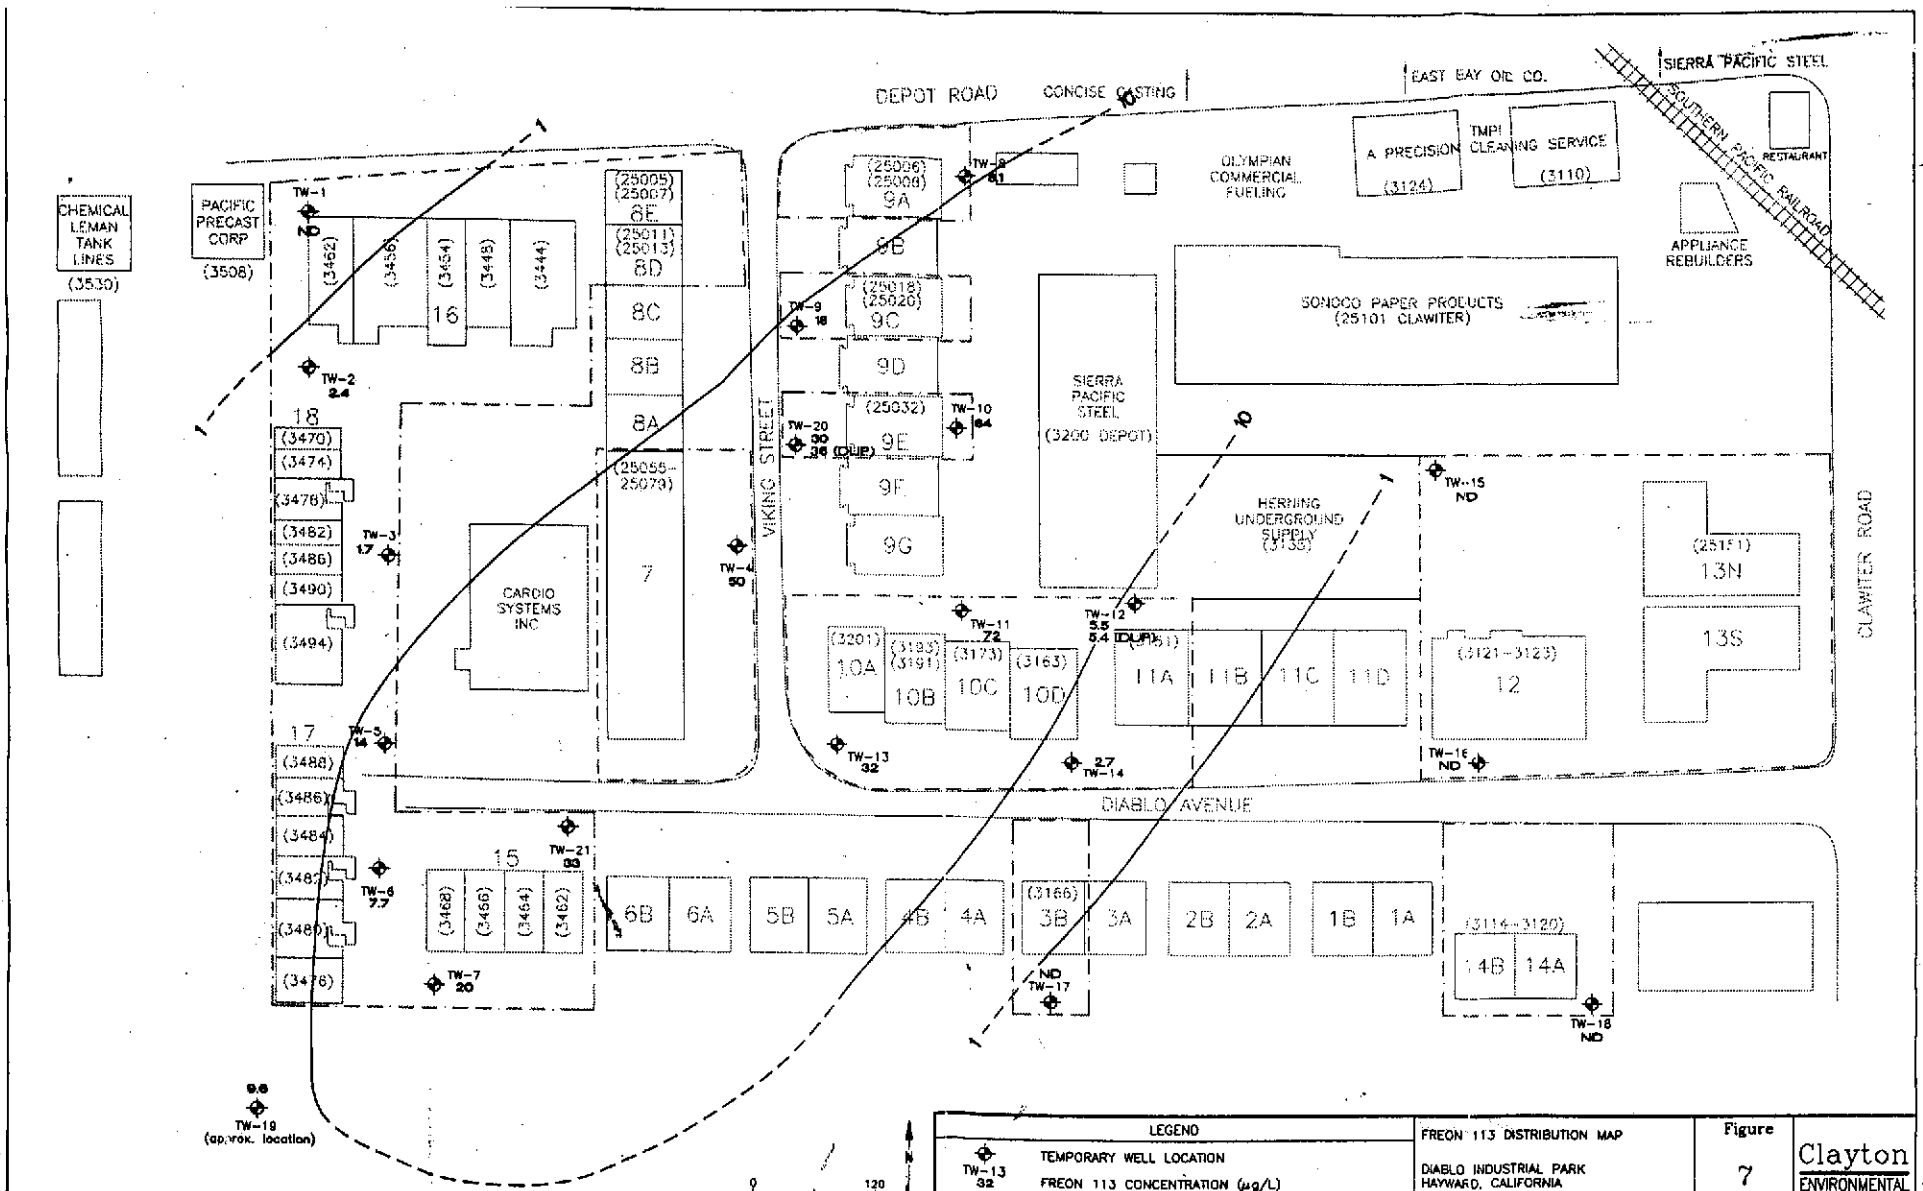 DEPOT ROAD
CONCISE CASTING
EAST BAY OIL CO.
SIERRA PACIFIC STEEL
SOUTHERN PACIFIC RAILROAD
RESTAURANT
TMPI
A PRECISION CLEANING SERVICE
(3124)
(3110)
OLYMPIAN
COMMERCIAL
FUELING
APPLIANCE
REBUILDERS
SONOCO PAPER PRODUCTS
(25101 CLAWITER)
CHEMICAL
LEMAN
TANK
LINES
(3530)
PACIFIC
PRECAST
CORP
(3508)
1
10
TW-1
ND
(3462)
(3456)
(3454)
(3448)
(3444)
16
(25005)
(25007)
8E
(25011)
(25013)
8D
8C
8B
8A
(25055-
25079)
7
(25006)
(25008)
9A
9B
(25018)
(25020)
9C
9D
(25032)
9E
9F
9G
TW-8
61
TW-9
18
TW-10
64
TW-20
30
36 (DUP)
VIKING STREET
SIERRA
PACIFIC
STEEL
(3200 DEPOT)
10
1
HERNING
UNDERGROUND
SUPPLY
(3135)
TW-15
ND
(25151)
13N
13S
CLAWITER ROAD
TW-2
2.4
1
18
(3470)
(3474)
(3478)
(3482)
(3486)
(3490)
(3494)
TW-3
1.7
CARDIO
SYSTEMS
INC
TW-4
50
TW-11
72
TW-12
5.5
5.4 (DUP)
(3201)
10A
(3193)
(3191)
10B
(3173)
10C
(3163)
10D
(3151)
11A
11B
11C
11D
(3121-3123)
12
TW-5
14
TW-13
32
2.7
TW-14
TW-16
ND
17
(3488)
(3486)
(3484)
(3482)
(3480)
(3476)
DIABLO AVENUE
TW-21
33
TW-6
7.7
15
(3468)
(3466)
(3464)
(3462)
6B
6A
5B
5A
4B
4A
(3166)
3B
3A
2B
2A
1B
1A
(3114-3120)
14B
14A
TW-7
20
ND
TW-17
1
TW-18
ND
9.6
TW-19
(approx. location)
0
120
N
LEGEND
TW-13
32
TEMPORARY WELL LOCATION
FREON 113 CONCENTRATION (µg/L)
FREON 113 DISTRIBUTION MAP
DIABLO INDUSTRIAL PARK
HAYWARD, CALIFORNIA
Figure
7
Clayton
ENVIRONMENTAL